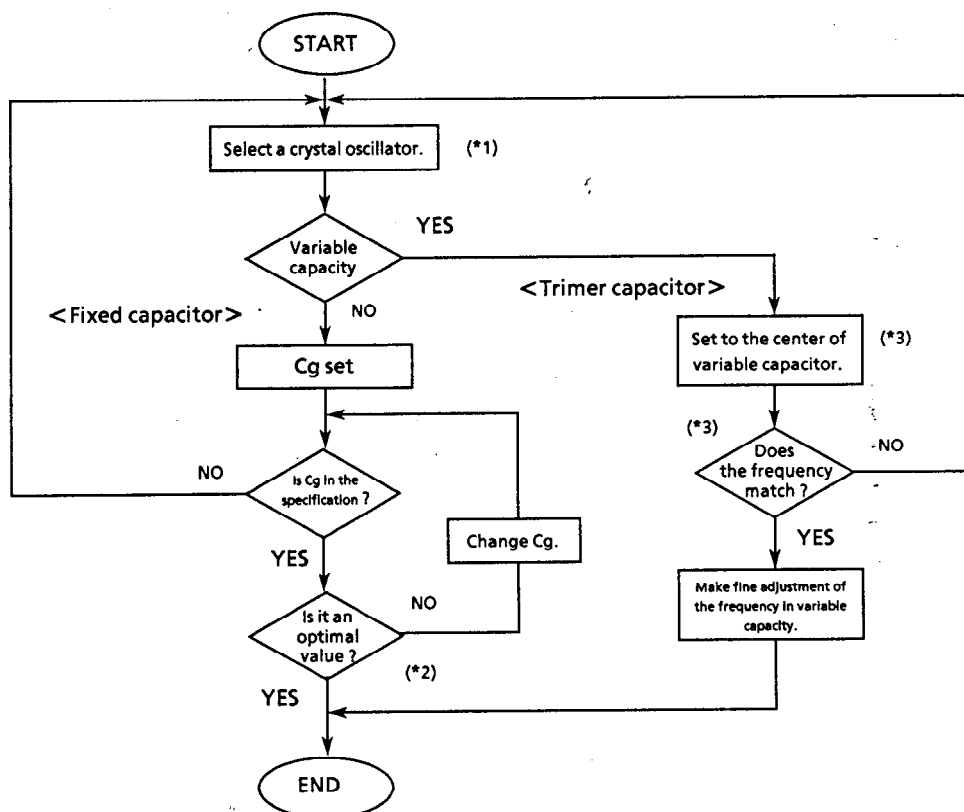 START
Select a crystal oscillator.
(*1)
YES
Variable
capacity
<Fixed capacitor>
NO
<Trimer capacitor>
Cg set
Set to the center of
variable capacitor.
(*3)
(*3)
Does
the frequency
match ?
NO
NO
Is Cg in the
specification ?
YES
Change Cg.
YES
Make fine adjustment of
the frequency in variable
capacity.
Is it an
optimal
value ?
NO
(*2)
YES
END